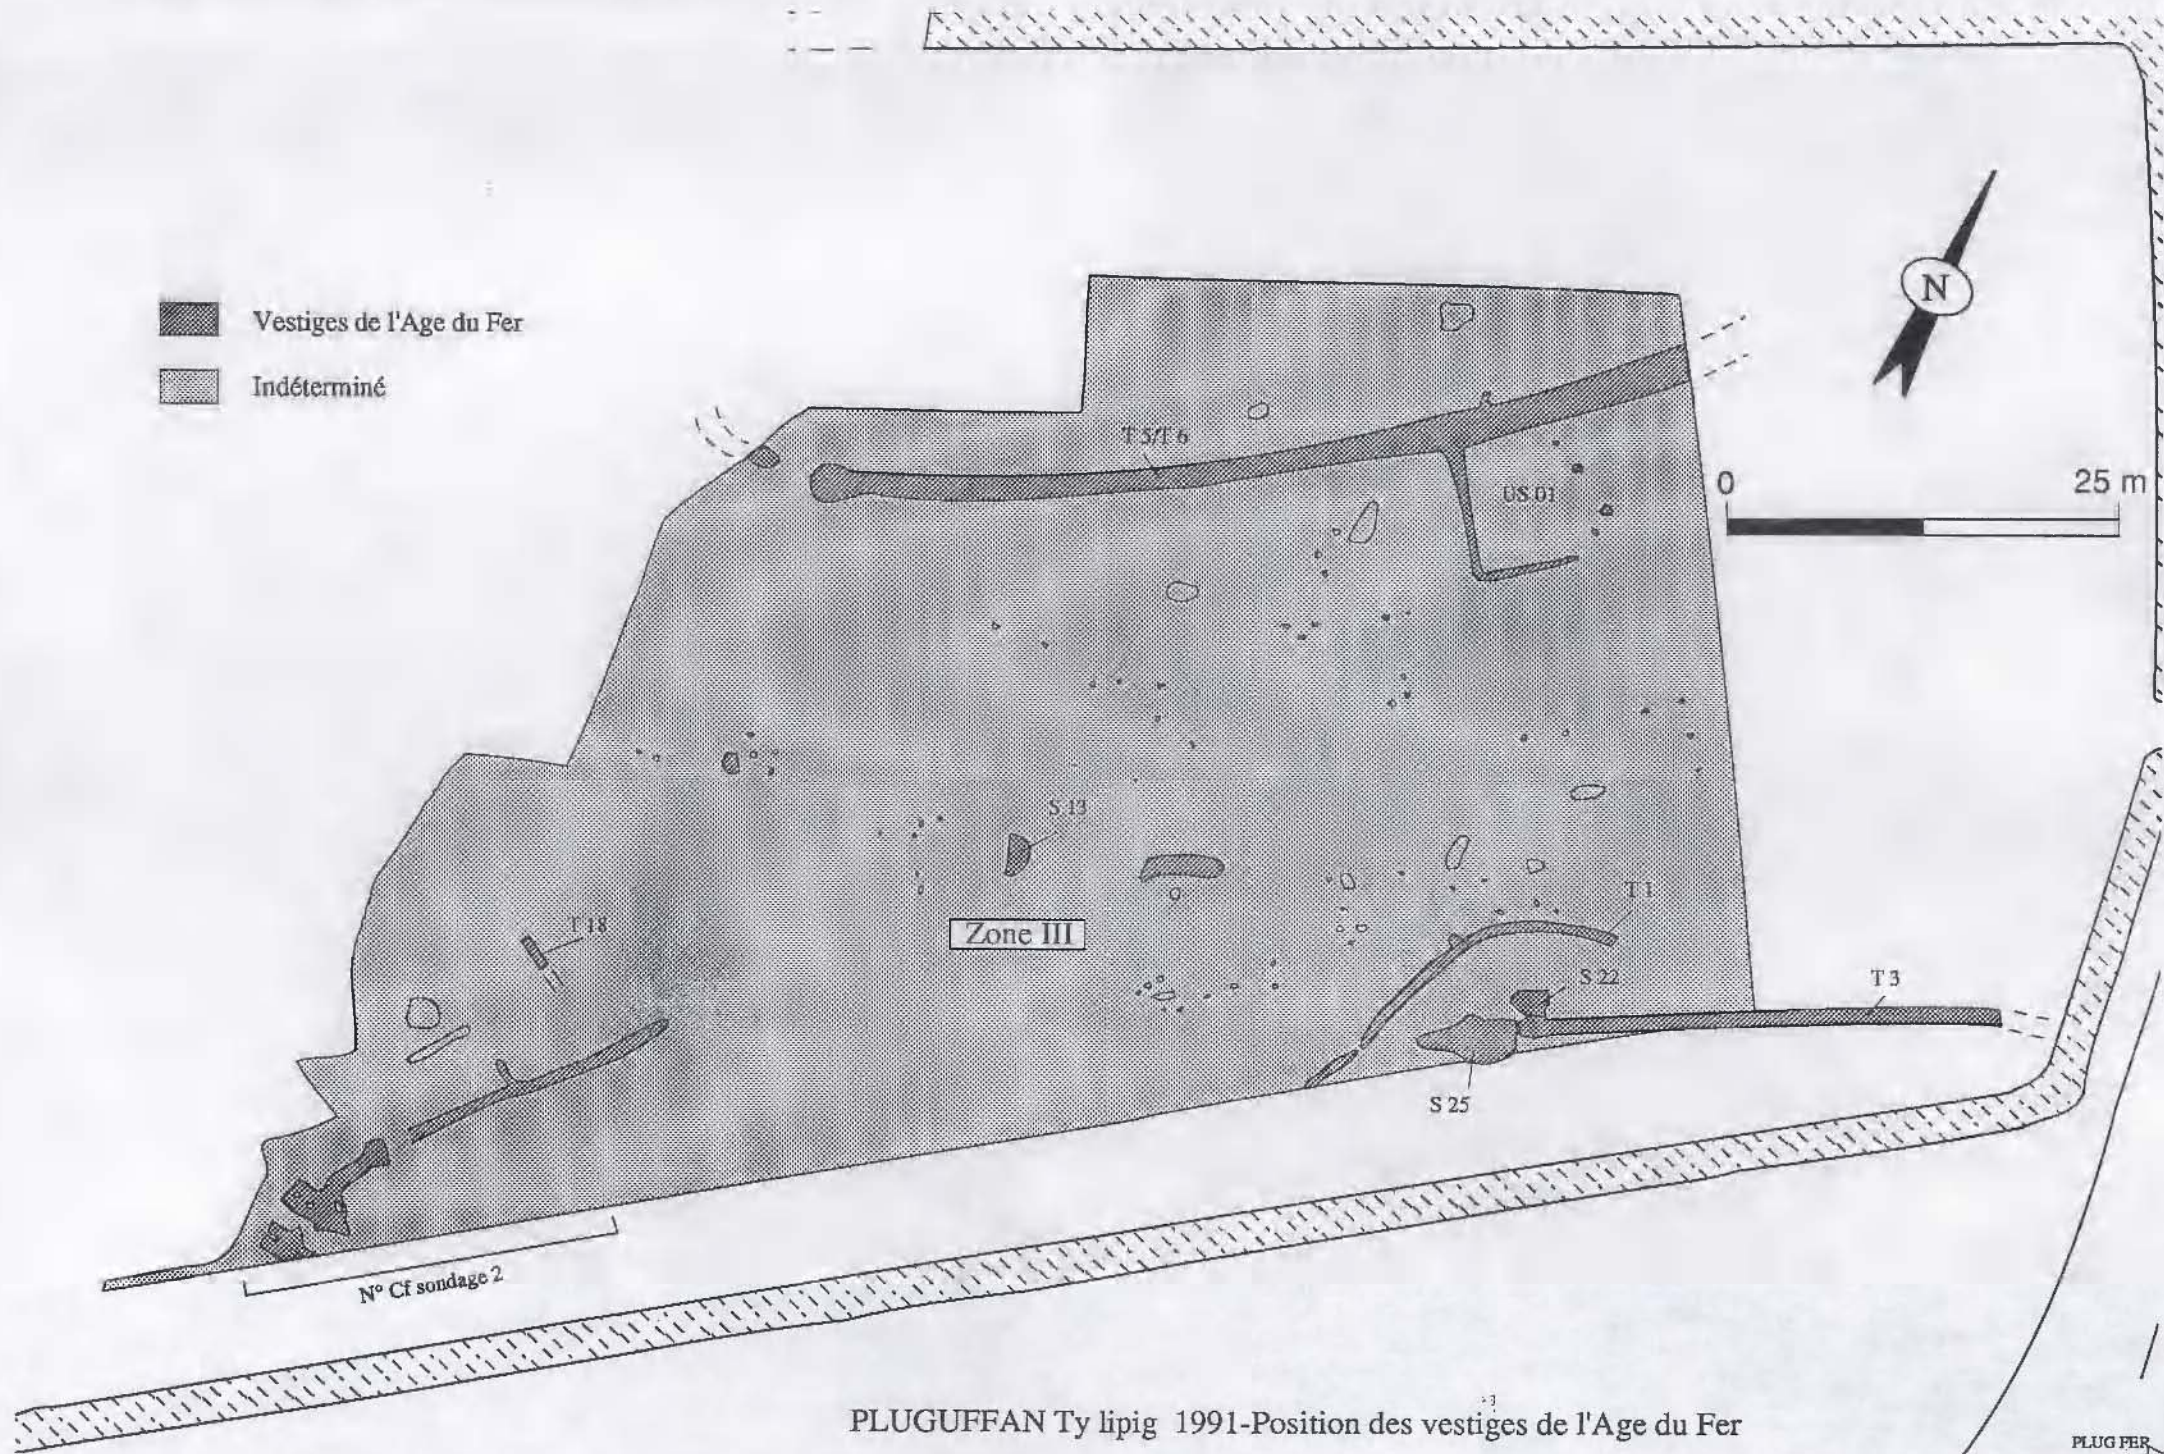 Vestiges de l'Age du Fer
Indéterminé
N
0 25 m
T 5/T 6
US 01
S 13
Zone III
T 18
T 1
S 22
T 3
S 25
N° Cf sondage 2
PLUGUFFAN Ty lipig 1991-Position des vestiges de l'Age du Fer
PLUG FER